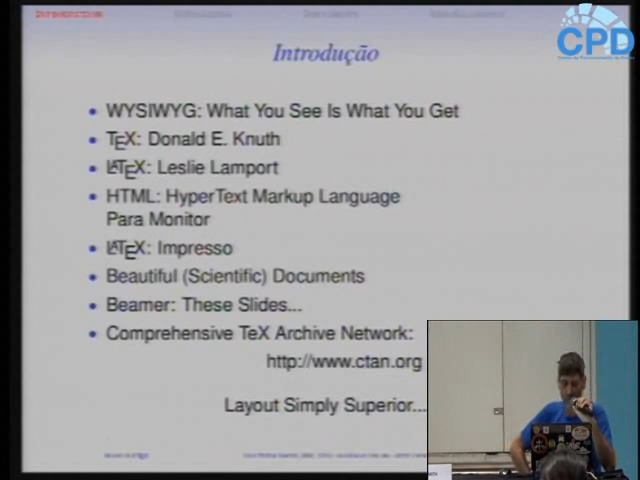 CPD
Introdução
• WYSIWYG: What You See Is What You Get
• TEX: Donald E. Knuth
• LATEX: Leslie Lamport
• HTML: HyperText Markup Language
Para Monitor
• LATEX: Impresso
• Beautiful (Scientific) Documents
• Beamer: These Slides...
• Comprehensive TeX Archive Network:
http://www.ctan.org
Layout Simply Superior...